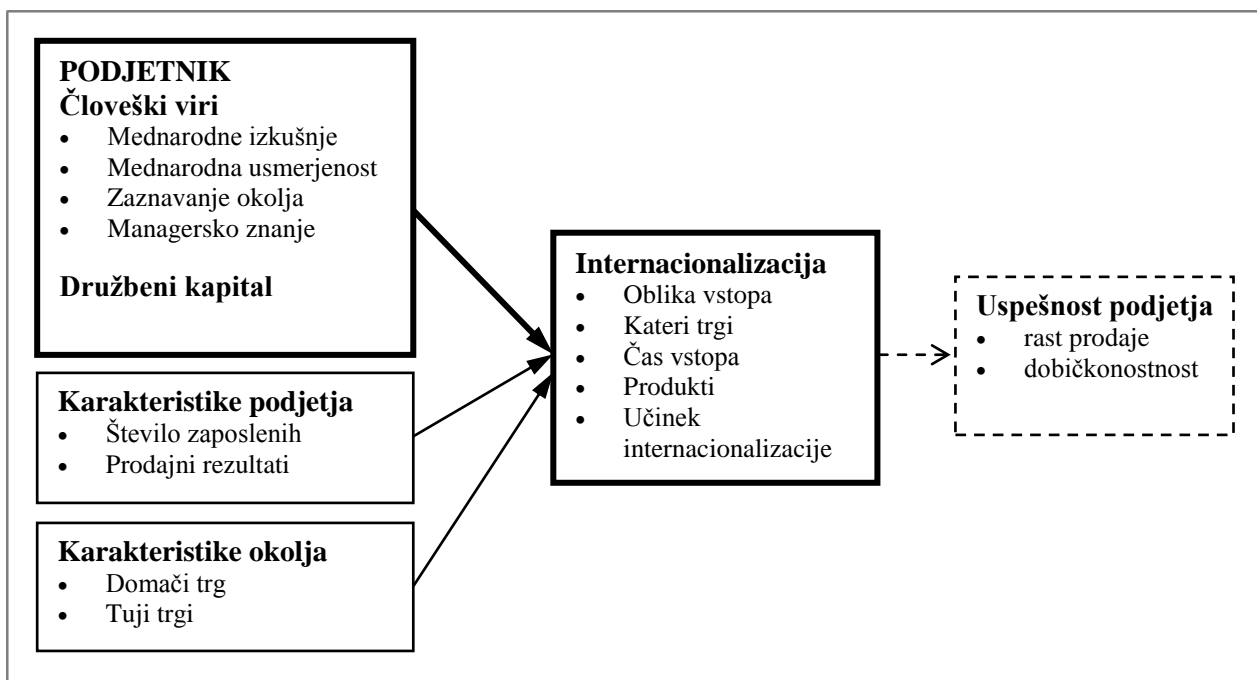 PODJETNIK
Človeški viri
• Mednarodne izkušnje
• Mednarodna usmerjenost
• Zaznavanje okolja
• Managersko znanje
Družbeni kapital
Karakteristike podjetja
• Število zaposlenih
• Prodajni rezultati
Karakteristike okolja
• Domači trg
• Tuji trgi
Internacionalizacija
• Oblika vstopa
• Kateri trgi
• Čas vstopa
• Produkti
• Učinek
internacionalizacije
Uspešnost podjetja
• rast prodaje
• dobičkonostnost